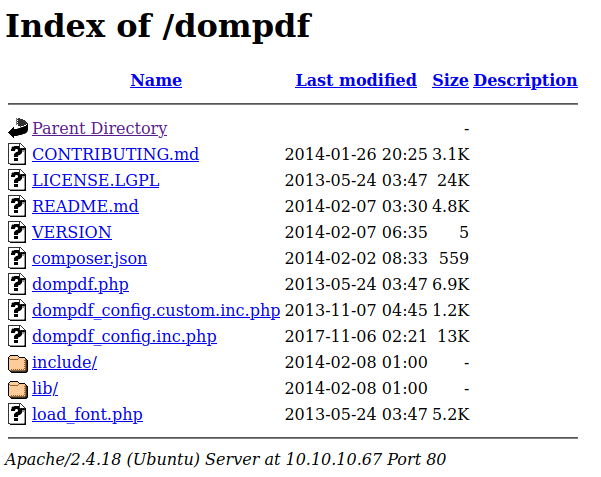 Index of /dompdf
Name Last modified Size Description
Parent Directory -
CONTRIBUTING.md 2014-01-26 20:25 3.1K
LICENSE.LGPL 2013-05-24 03:47 24K
README.md 2014-02-07 03:30 4.8K
VERSION 2014-02-07 06:35 5
composer.json 2014-02-02 08:33 559
dompdf.php 2013-05-24 03:47 6.9K
dompdf_config.custom.inc.php 2013-11-07 04:45 1.2K
dompdf_config.inc.php 2017-11-06 02:21 13K
include/ 2014-02-08 01:00 -
lib/ 2014-02-08 01:00 -
load_font.php 2013-05-24 03:47 5.2K
Apache/2.4.18 (Ubuntu) Server at 10.10.10.67 Port 80